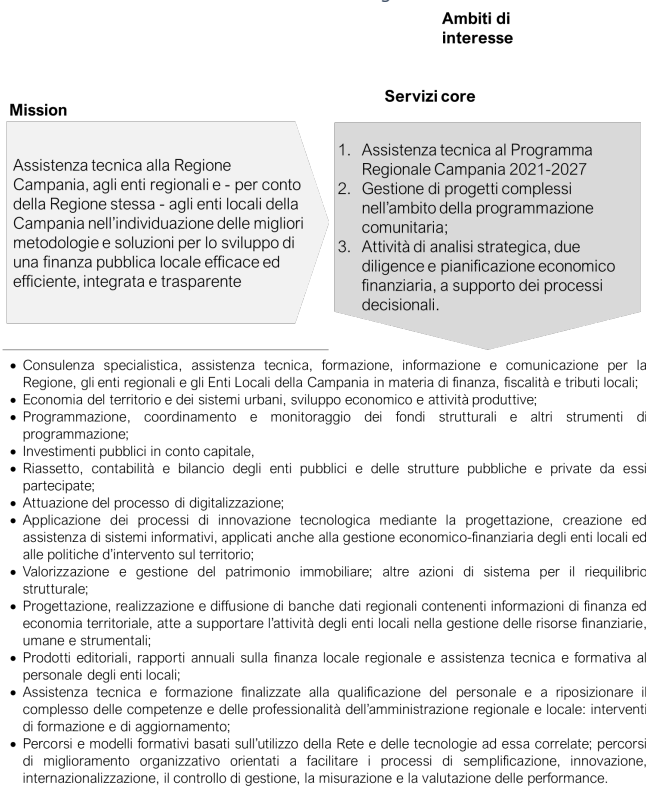 Ambiti di
interesse
Servizi core
Mission
Assistenza tecnica alla Regione
Campania, agli enti regionali e - per conto
della Regione stessa - agli enti locali della
Campania nell'individuazione delle migliori
metodologie e soluzioni per lo sviluppo di
una finanza pubblica locale efficace ed
efficiente, integrata e trasparente
1. Assistenza tecnica al Programma
Regionale Campania 2021-2027
2. Gestione di progetti complessi
nell'ambito della programmazione
comunitaria;
3. Attività di analisi strategica, due
diligence e pianificazione economico
finanziaria, a supporto dei processi
decisionali.
• Consulenza specialistica, assistenza tecnica, formazione, informazione e comunicazione per la
Regione, gli enti regionali e gli Enti Locali della Campania in materia di finanza, fiscalità e tributi locali;
• Economia del territorio e dei sistemi urbani, sviluppo economico e attività produttive;
• Programmazione, coordinamento e monitoraggio dei fondi strutturali e altri strumenti di
programmazione;
• Investimenti pubblici in conto capitale,
• Riassetto, contabilità e bilancio degli enti pubblici e delle strutture pubbliche e private da essi
partecipate;
• Attuazione del processo di digitalizzazione;
• Applicazione dei processi di innovazione tecnologica mediante la progettazione, creazione ed
assistenza di sistemi informativi, applicati anche alla gestione economico-finanziaria degli enti locali ed
alle politiche d'intervento sul territorio;
• Valorizzazione e gestione del patrimonio immobiliare; altre azioni di sistema per il riequilibrio
strutturale;
• Progettazione, realizzazione e diffusione di banche dati regionali contenenti informazioni di finanza ed
economia territoriale, atte a supportare l'attività degli enti locali nella gestione delle risorse finanziarie,
umane e strumentali;
• Prodotti editoriali, rapporti annuali sulla finanza locale regionale e assistenza tecnica e formativa al
personale degli enti locali;
• Assistenza tecnica e formazione finalizzate alla qualificazione del personale e a riposizionare il
complesso delle competenze e delle professionalità dell'amministrazione regionale e locale: interventi
di formazione e di aggiornamento;
• Percorsi e modelli formativi basati sull'utilizzo della Rete e delle tecnologie ad essa correlate; percorsi
di miglioramento organizzativo orientati a facilitare i processi di semplificazione, innovazione,
internazionalizzazione, il controllo di gestione, la misurazione e la valutazione delle performance.